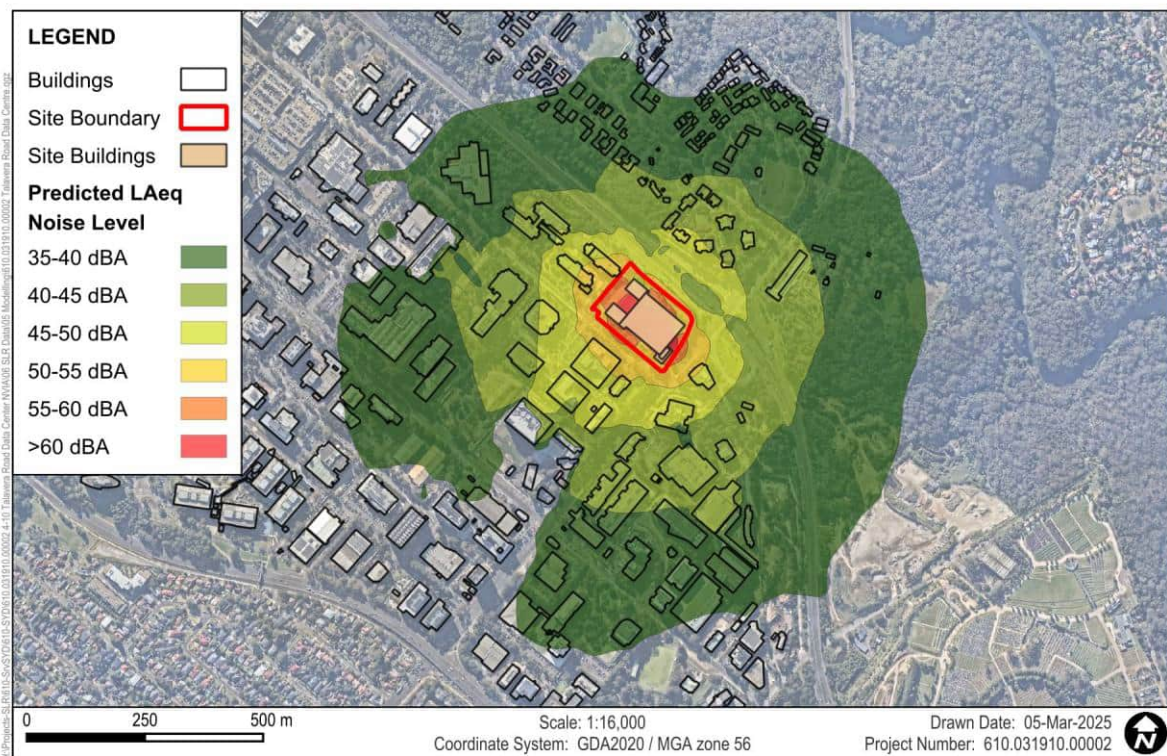 LEGEND
Buildings
Site Boundary
Site Buildings
Predicted LAeq
Noise Level
35-40 dBA
40-45 dBA
45-50 dBA
50-55 dBA
55-60 dBA
>60 dBA
0 250 500 m
Scale: 1:16,000
Coordinate System: GDA2020 / MGA zone 56
Drawn Date: 05-Mar-2025
Project Number: 610.031910.00002
N